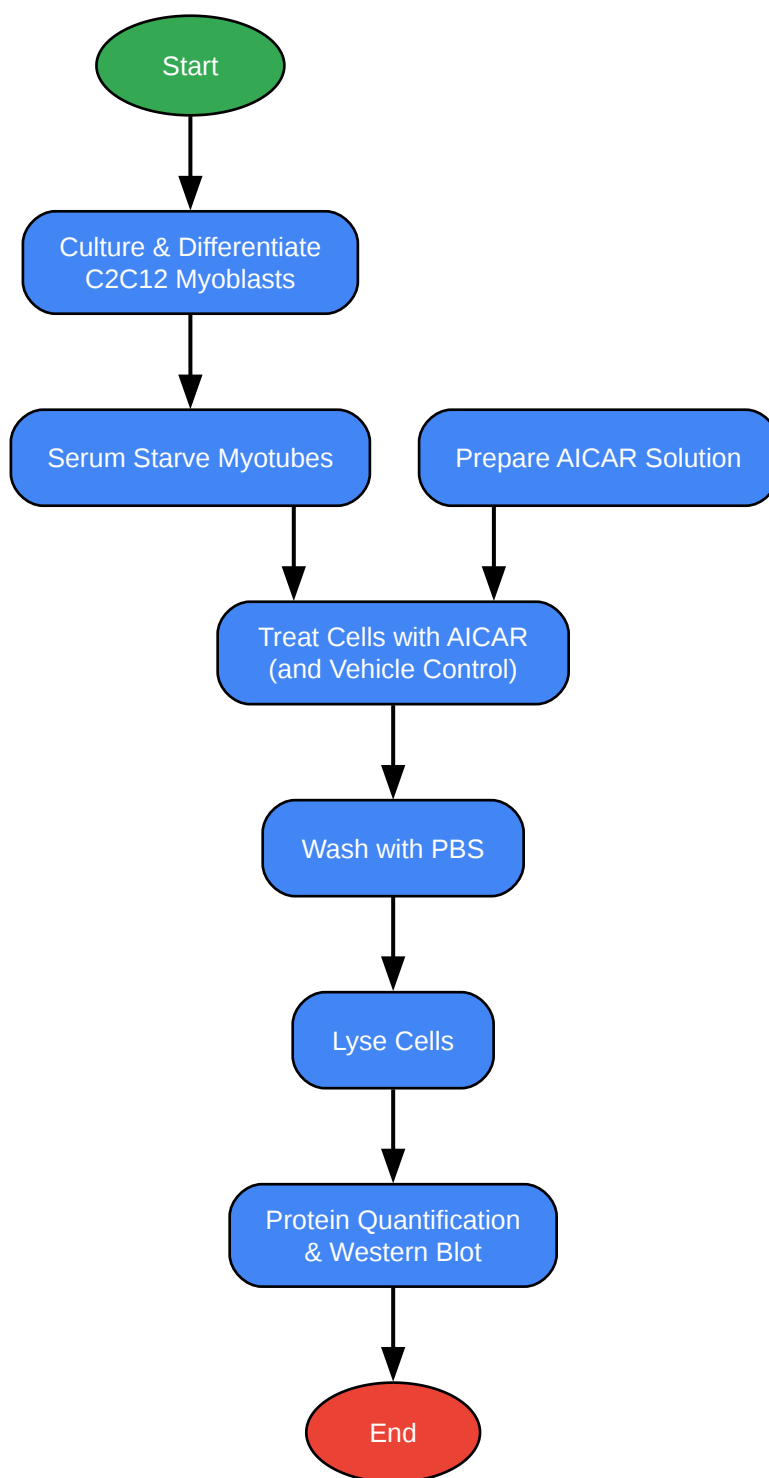 Start
Culture & Differentiate
C2C12 Myoblasts
Serum Starve Myotubes
Prepare AICAR Solution
Treat Cells with AICAR
(and Vehicle Control)
Wash with PBS
Lyse Cells
Protein Quantification
& Western Blot
End